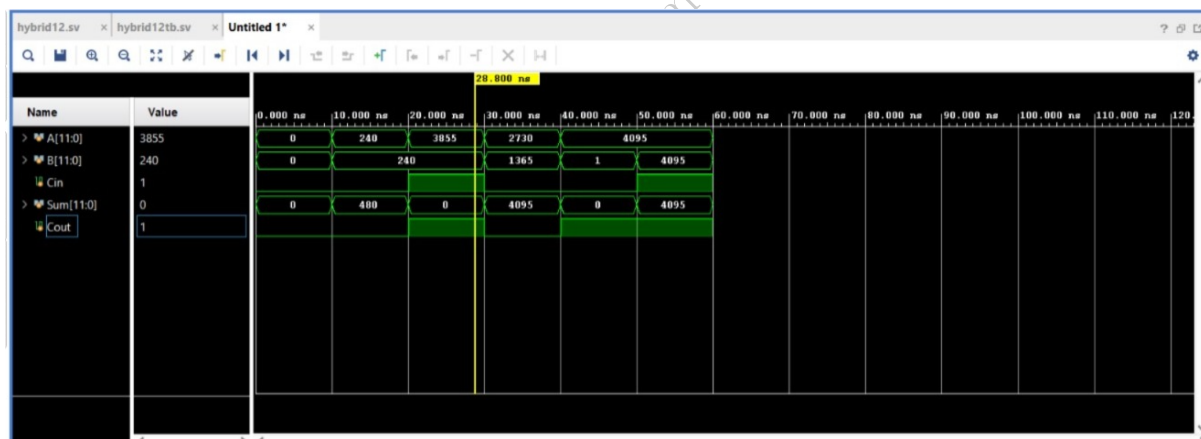 hybrid12.sv × hybrid12tb.sv × Untitled 1* ×
28.800 ns
Name Value
0.000 ns 10.000 ns 20.000 ns 30.000 ns 40.000 ns 50.000 ns 60.000 ns 70.000 ns 80.000 ns 90.000 ns 100.000 ns 110.000 ns 120.
A[11:0] 3855 0 240 3855 2730 4095
B[11:0] 240 0 240 1365 1 4095
Cin 1
Sum[11:0] 0 0 480 0 4095 0 4095
Cout 1